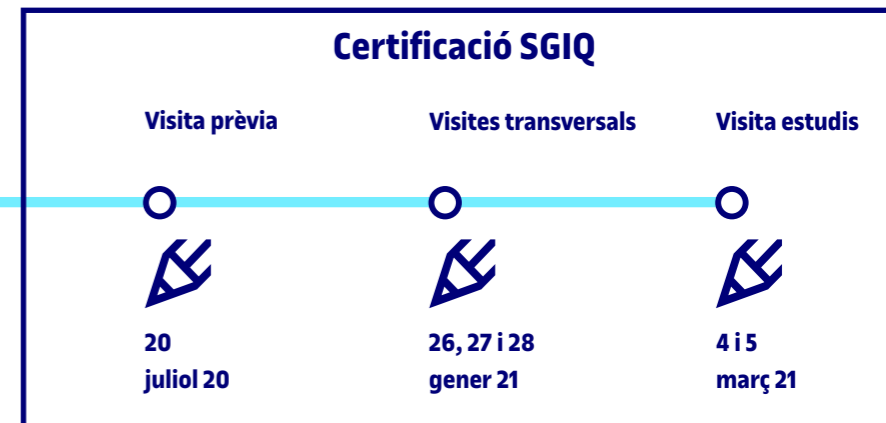 Certificació SGIQ
Visita prèvia
Visites transversals
Visita estudis
20
juliol 20
26, 27 i 28
gener 21
4 i 5
març 21